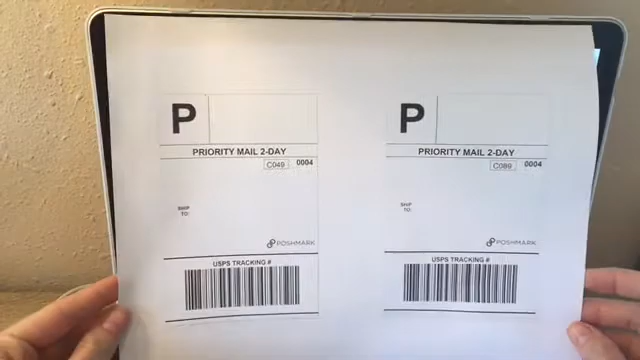 P
PRIORITY MAIL 2-DAY
C049 0004
SHIP
TO:
POSHMARK
USPS TRACKING #
P
PRIORITY MAIL 2-DAY
C089 0004
SHIP
TO:
POSHMARK
USPS TRACKING #